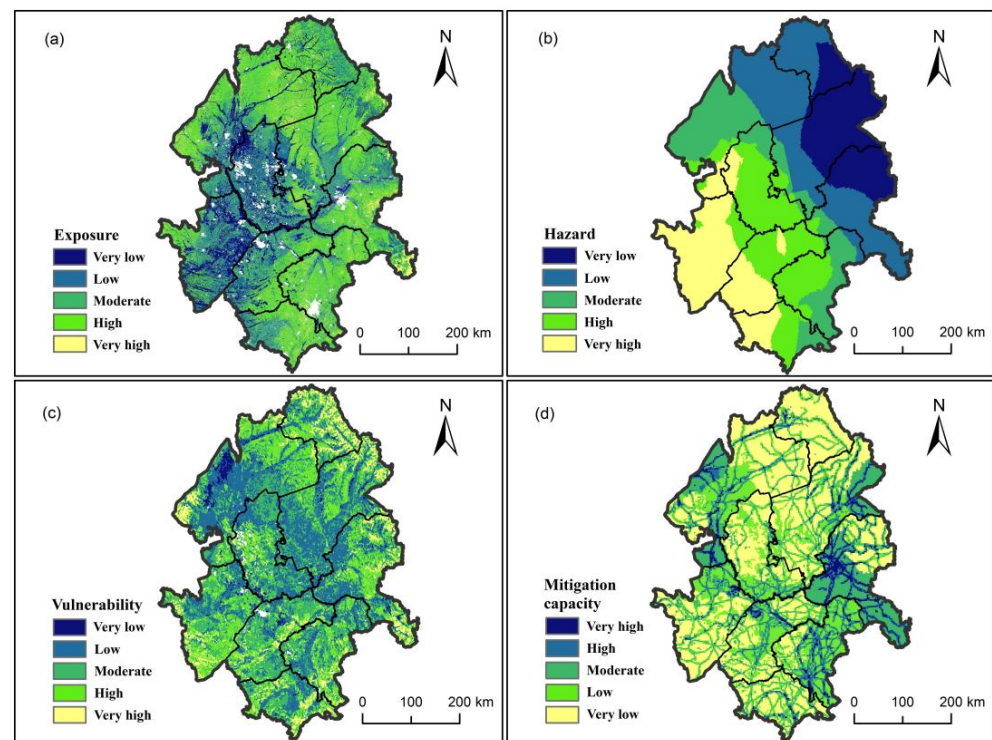 (a)
N
Exposure
Very low
Low
Moderate
High
Very high
0 100 200 km
(b)
N
Hazard
Very low
Low
Moderate
High
Very high
0 100 200 km
(c)
N
Vulnerability
Very low
Low
Moderate
High
Very high
0 100 200 km
(d)
N
Mitigation
capacity
Very high
High
Moderate
Low
Very low
0 100 200 km